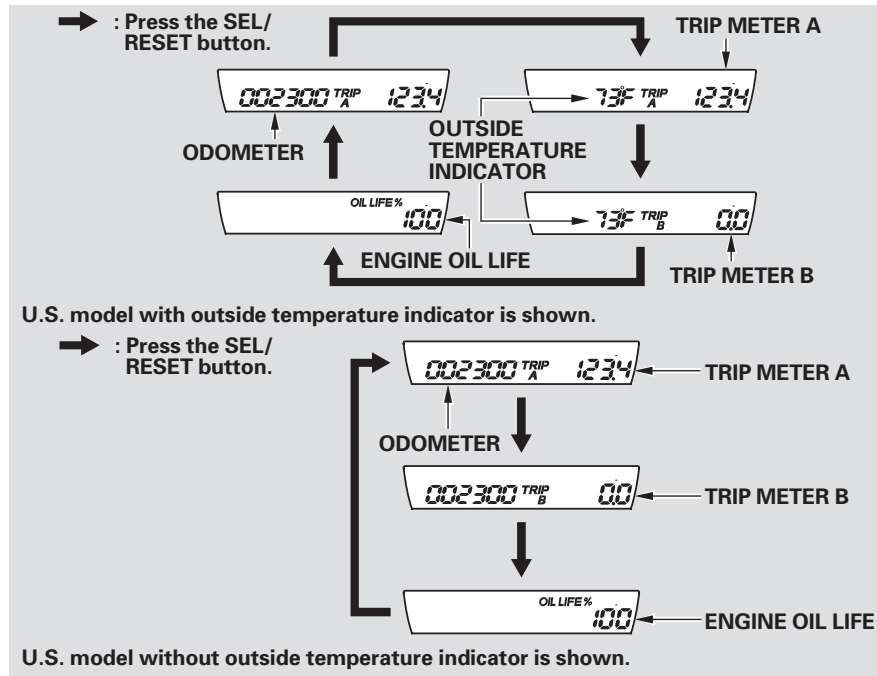 : Press the SEL/
RESET button.
TRIP METER A
002300 TRIP A 123.4
73°F TRIP A 123.4
ODOMETER
OUTSIDE
TEMPERATURE
INDICATOR
OIL LIFE %
100
73°F TRIP B 0.0
ENGINE OIL LIFE
TRIP METER B
U.S. model with outside temperature indicator is shown.
: Press the SEL/
RESET button.
002300 TRIP A 123.4
TRIP METER A
ODOMETER
002300 TRIP B 0.0
TRIP METER B
OIL LIFE %
100
ENGINE OIL LIFE
U.S. model without outside temperature indicator is shown.